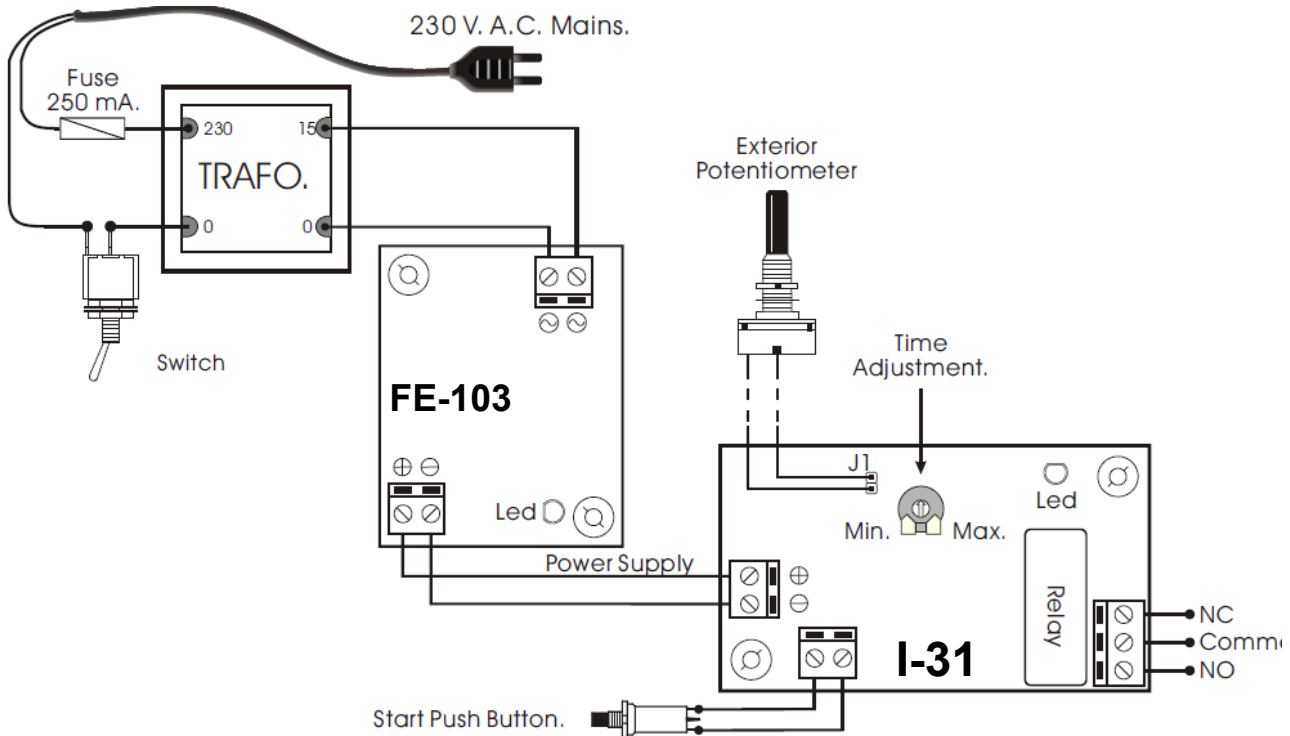 230 V. A.C. Mains.
Fuse
250 mA.
230
15
TRAFO.
0
0
Switch
Exterior
Potentiometer
Time
Adjustment.
FE-103
J1
Led
Min.
Max.
Led
Power Supply
Relay
NC
Comm
NO
I-31
Start Push Button.